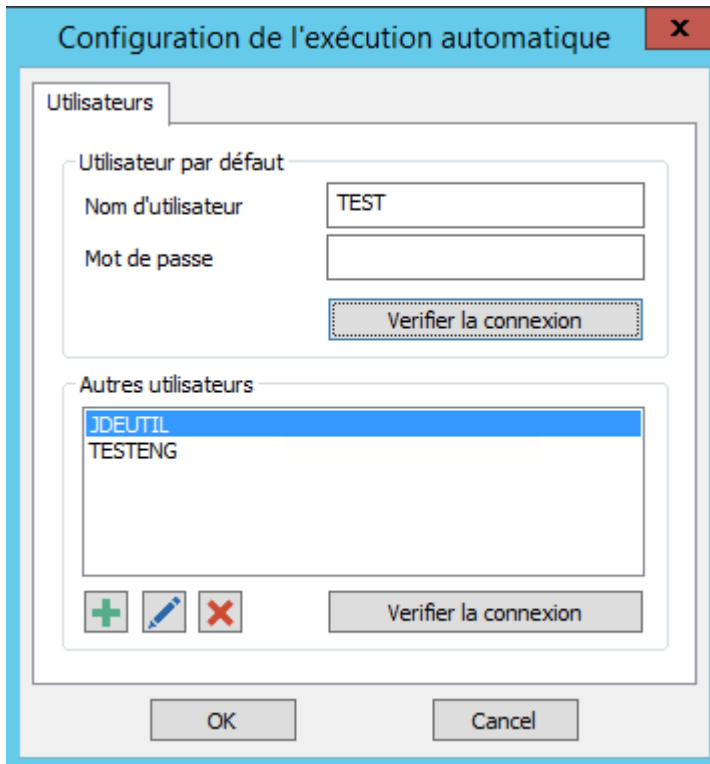 Configuration de l'exécution automatique
x
Utilisateurs
Utilisateur par défaut
Nom d'utilisateur TEST
Mot de passe
Verifier la connexion
Autres utilisateurs
JDEUTIL
TESTENG
Verifier la connexion
OK Cancel